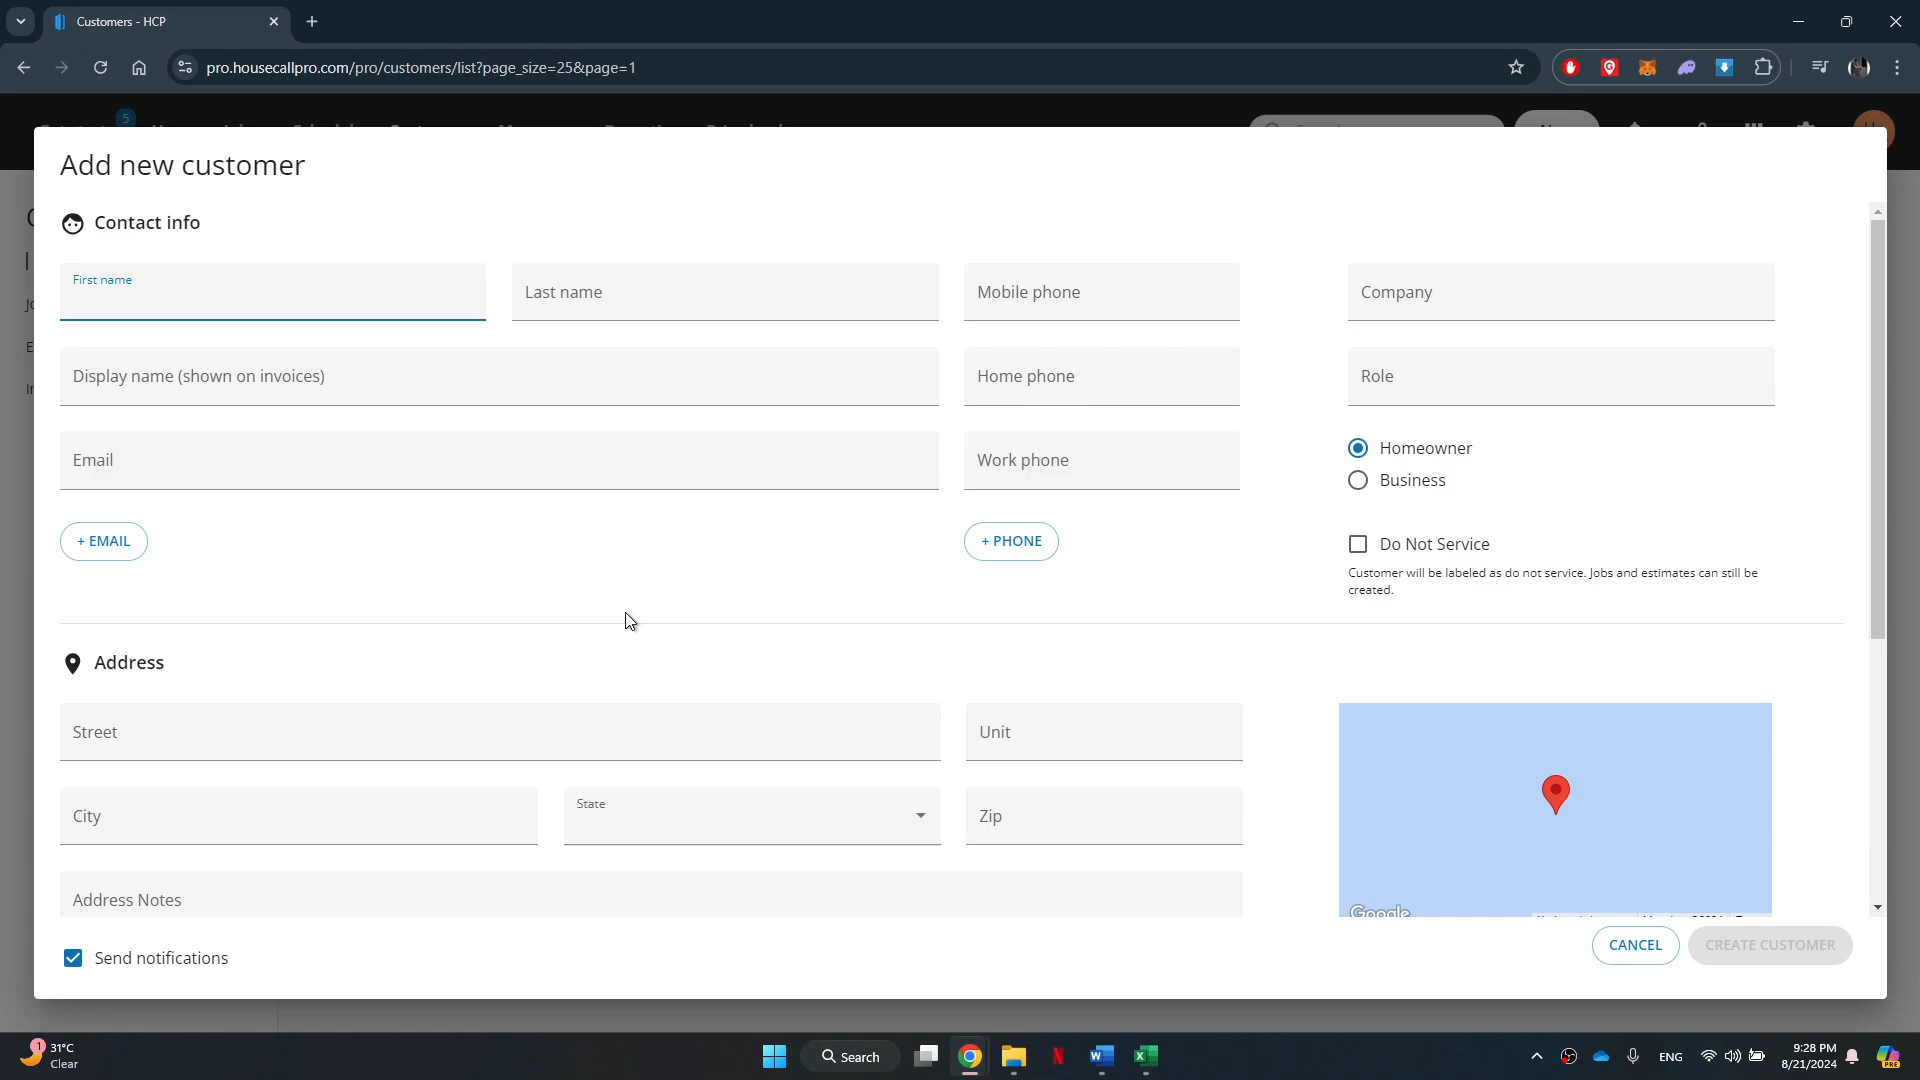 Customers - HCP
pro.housecallpro.com/pro/customers/list?page_size=25&page=1
5
Add new customer
Contact info
First name
Last name
Mobile phone
Company
Display name (shown on invoices)
Home phone
Role
Email
Work phone
Homeowner
Business
+ EMAIL
+ PHONE
Do Not Service
Customer will be labeled as do not service. Jobs and estimates can still be
created.
Address
Street
Unit
City
State
Zip
Address Notes
Google
Send notifications
CANCEL
CREATE CUSTOMER
1
31°C
Clear
Search
ENG
9:28 PM
8/21/2024